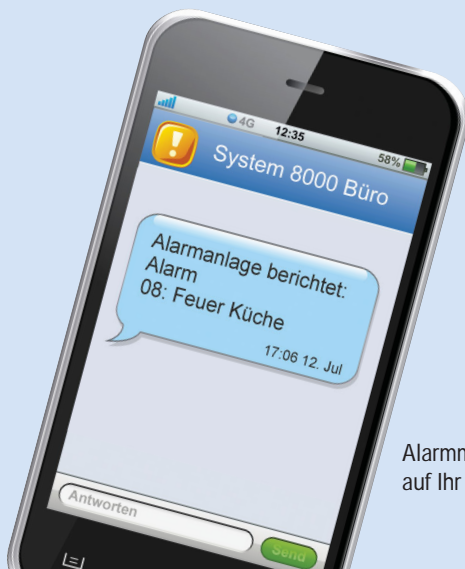 4G 12:35 58%
System 8000 Büro
Alarmanlage berichtet:
Alarm
08: Feuer Küche
17:06 12. Jul
auf Ihr
Antworten
Send